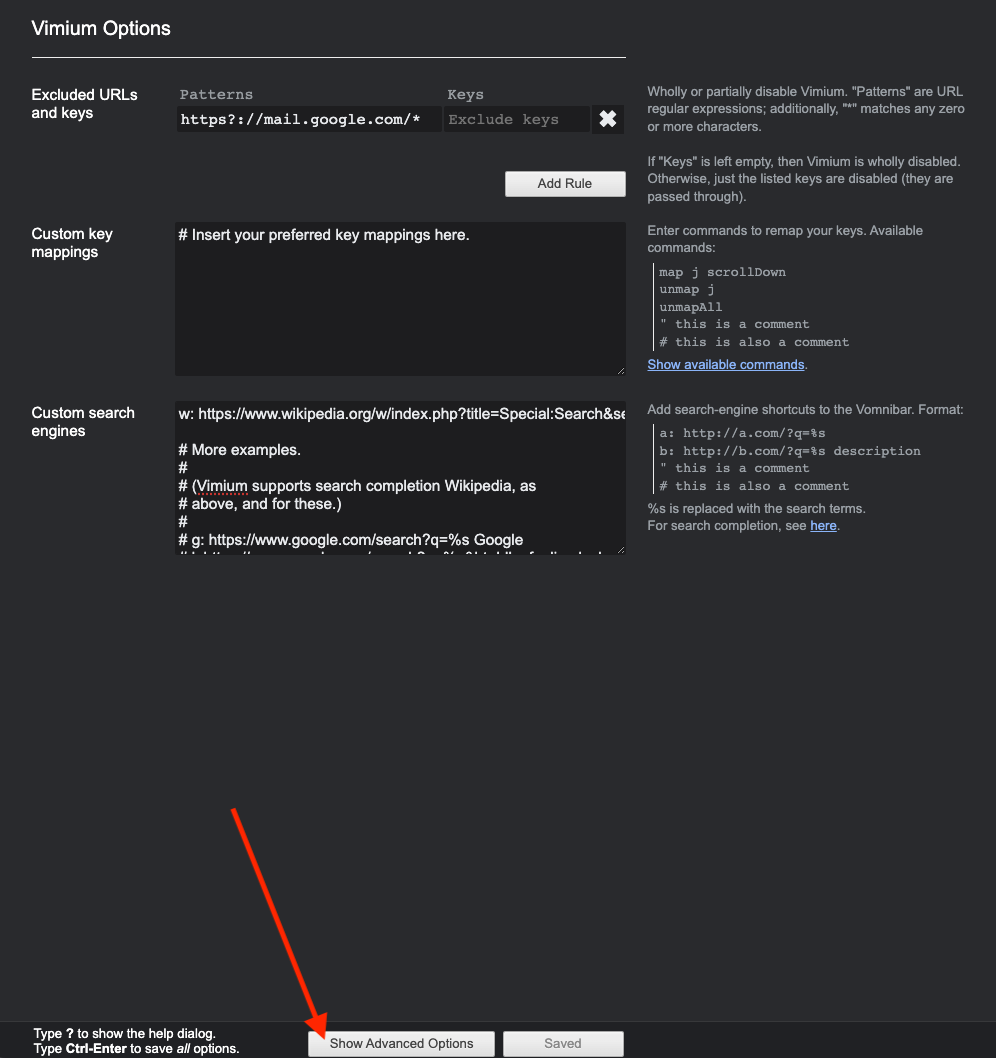 Vimium Options
Excluded URLs
and keys
Patterns Keys
https?://mail.google.com/* Exclude keys
Add Rule
Wholly or partially disable Vimium. "Patterns" are URL
regular expressions; additionally, "*" matches any zero
or more characters.
If "Keys" is left empty, then Vimium is wholly disabled.
Otherwise, just the listed keys are disabled (they are
passed through).
Custom key
mappings
# Insert your preferred key mappings here.
Enter commands to remap your keys. Available
commands:
map j scrollDown
unmap j
unmapAll
" this is a comment
# this is also a comment
Show available commands.
Custom search
engines
w: https://www.wikipedia.org/w/index.php?title=Special:Search&se
# More examples.
#
# (Vimium supports search completion Wikipedia, as
# above, and for these.)
#
# g: https://www.google.com/search?q=%s Google
Add search-engine shortcuts to the Vomnibar. Format:
a: http://a.com/?q=%s
b: http://b.com/?q=%s description
" this is a comment
# this is also a comment
%s is replaced with the search terms.
For search completion, see here.
Type ? to show the help dialog.
Type Ctrl-Enter to save all options.
Show Advanced Options
Saved